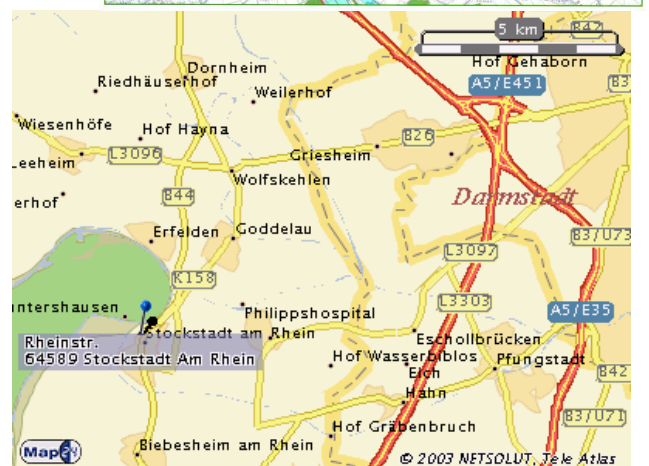 5 km
B42
Hof Gehaborn
Dornheim
Riedhäuserhof
A5/E451
B3
Weilerhof
Wiesenhöfe
Hof Hayna
B26
Leeheim
L3096
Griesheim
Wolfskehlen
erhof
B44
Darmstadt
Erfelden
Goddelau
B3/U73
L3097
K158
L3303
ntershausen
Philippshospital
A5/E35
Stockstadt am Rhein
Eschollbrücken
Rheinstr.
64589 Stockstadt Am Rhein
Hof Wasserbiblos
Pfungstadt
Eich
B42
Hahn
B3/U71
Hof Gräbenbruch
Biebesheim am Rhein
Map24
© 2003 NETSOLUT, Tele Atlas